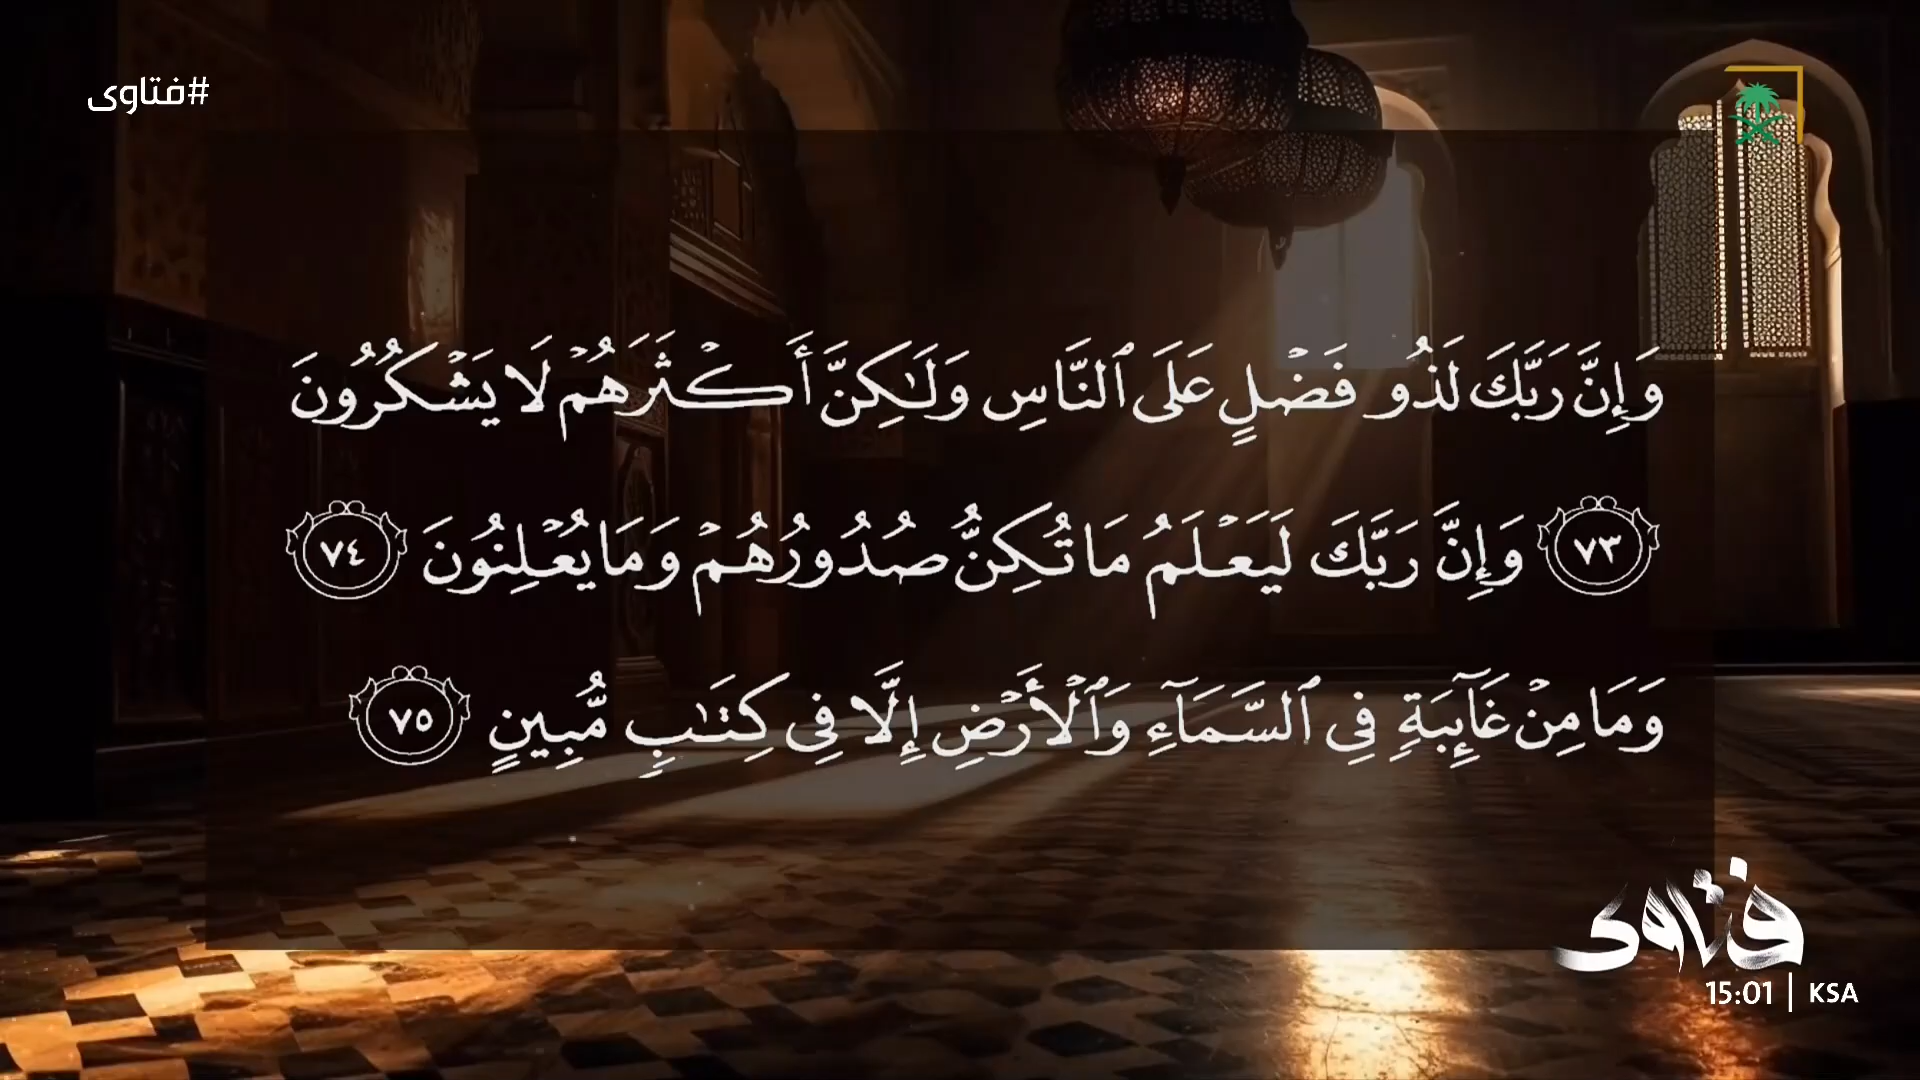 #فتاوى
وَإِنَّ رَبَّكَ لَذُو فَضْلٍ عَلَى ٱلنَّاسِ وَلَـٰكِنَّ أَكْثَرَهُمْ لَا يَشْكُرُونَ
٧٣ وَإِنَّ رَبَّكَ لَيَعْلَمُ مَا تُكِنُّ صُدُورُهُمْ وَمَا يُعْلِنُونَ ٧٤
وَمَا مِنْ غَآئِبَةٍ فِى ٱلسَّمَآءِ وَٱلْأَرْضِ إِلَّا فِى كِتَـٰبٍ مُّبِينٍ ٧٥
فتاوى
15:01 | KSA